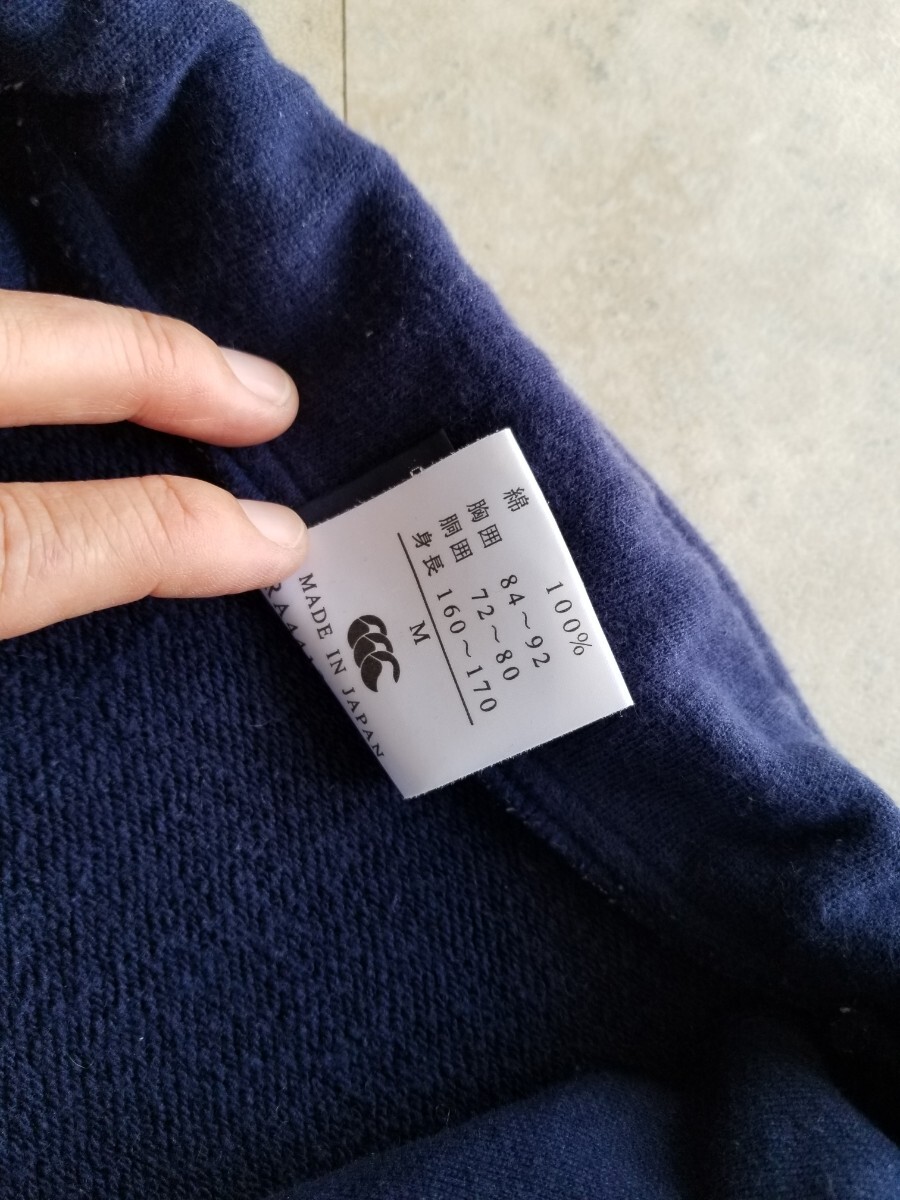 綿 100%
胸囲 84～92
胴囲 72～80
身長 160～170
M
MADE IN JAPAN